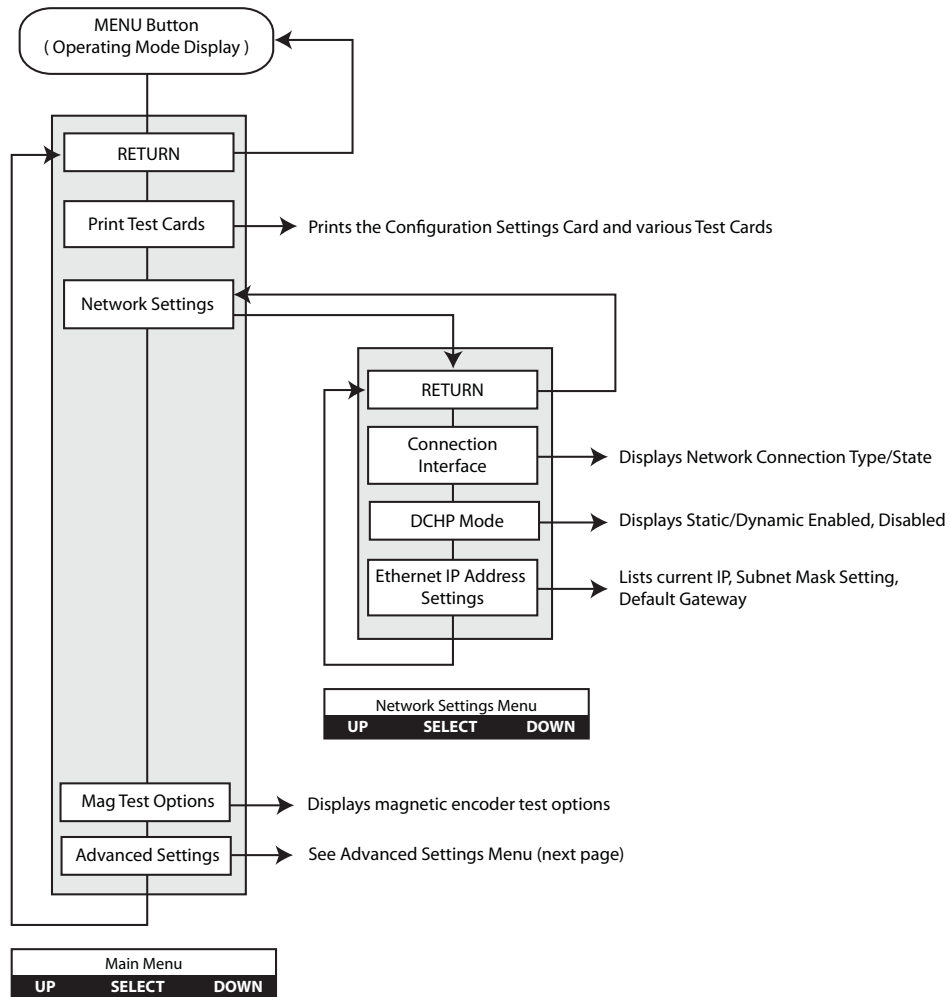 MENU Button
( Operating Mode Display )
RETURN
Print Test Cards
Prints the Configuration Settings Card and various Test Cards
Network Settings
RETURN
Connection
Interface
Displays Network Connection Type/State
DCHP Mode
Displays Static/Dynamic Enabled, Disabled
Ethernet IP Address
Settings
Lists current IP, Subnet Mask Setting,
Default Gateway
Network Settings Menu
UP SELECT DOWN
Mag Test Options
Displays magnetic encoder test options
Advanced Settings
See Advanced Settings Menu (next page)
Main Menu
UP SELECT DOWN